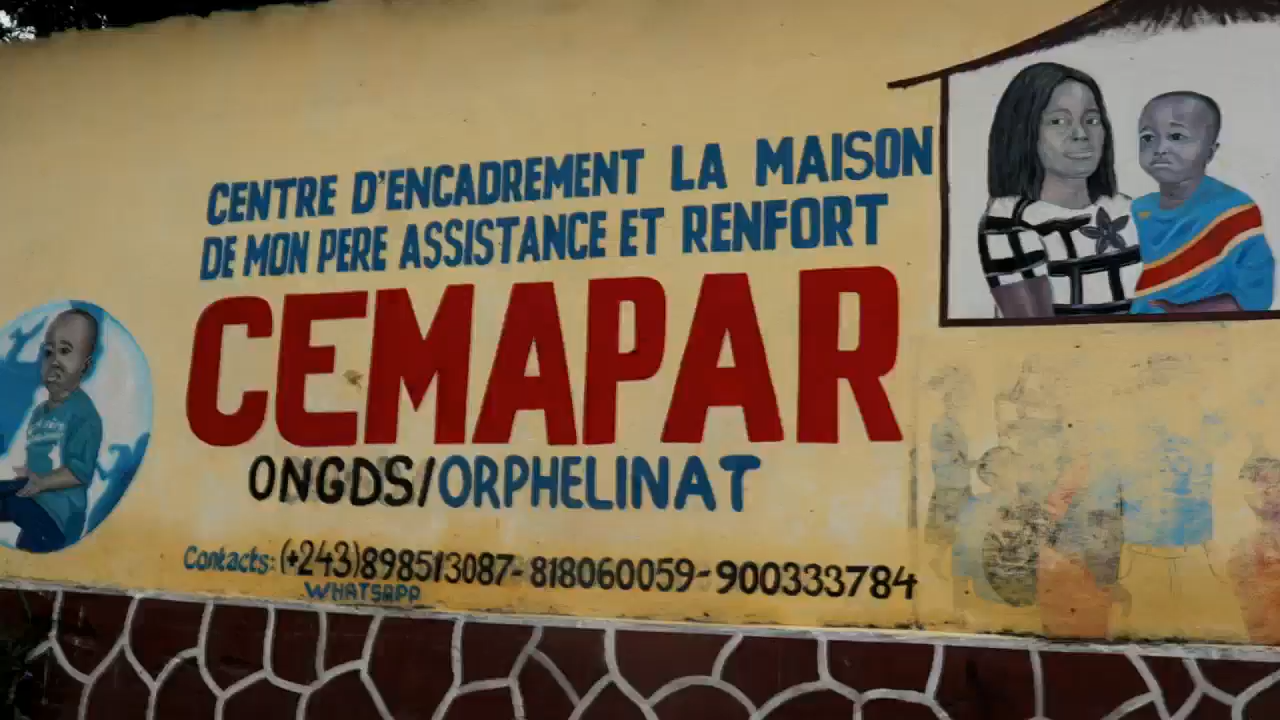 CENTRE D'ENCADREMENT LA MAISON
DE MON PERE ASSISTANCE ET RENFORT
CEMAPAR
ONGDS/ORPHELINAT
Contacts: (+243)898513087-818060059-900333784
WHATSAPP